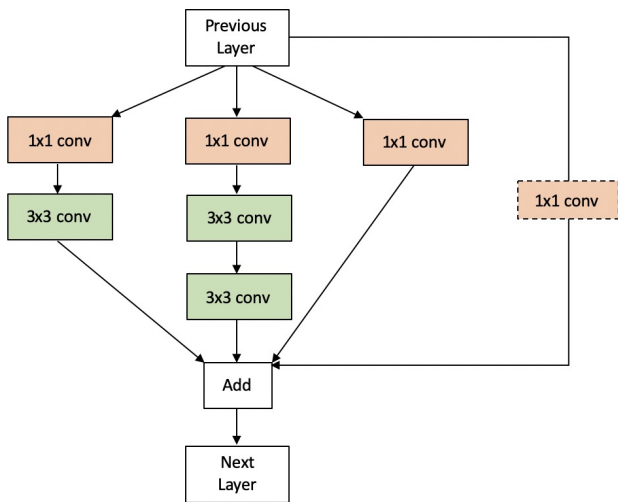 Previous
Layer
1x1 conv
1x1 conv
1x1 conv
3x3 conv
3x3 conv
1x1 conv
3x3 conv
Add
Next
Layer